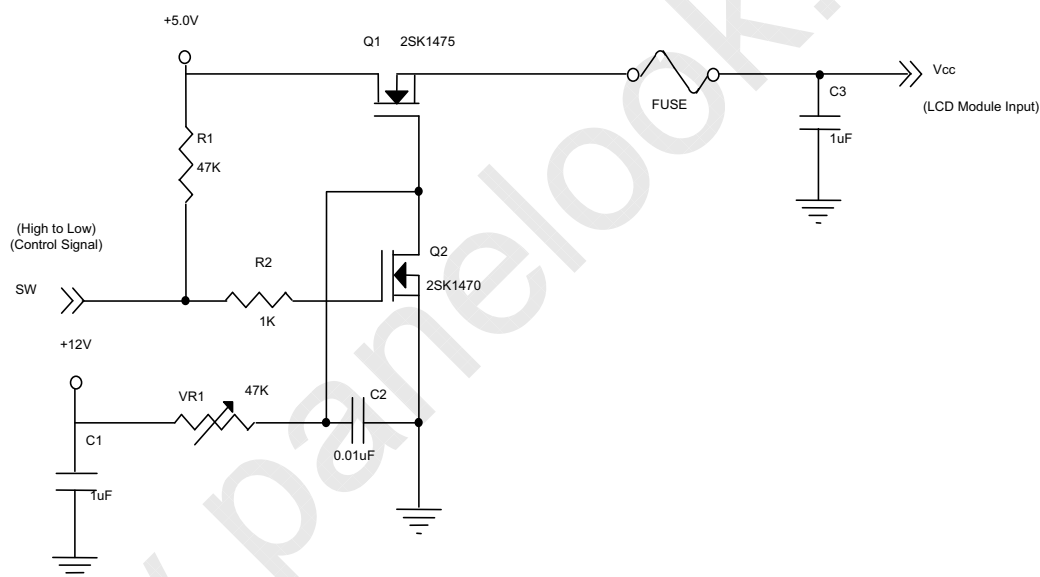 +5.0V
Q1 2SK1475
Vcc
FUSE
C3
(LCD Module Input)
R1
1uF
47K
(High to Low)
(Control Signal)
Q2
R2
SW
2SK1470
1K
+12V
VR1
47K
C2
C1
0.01uF
1uF
panelook.